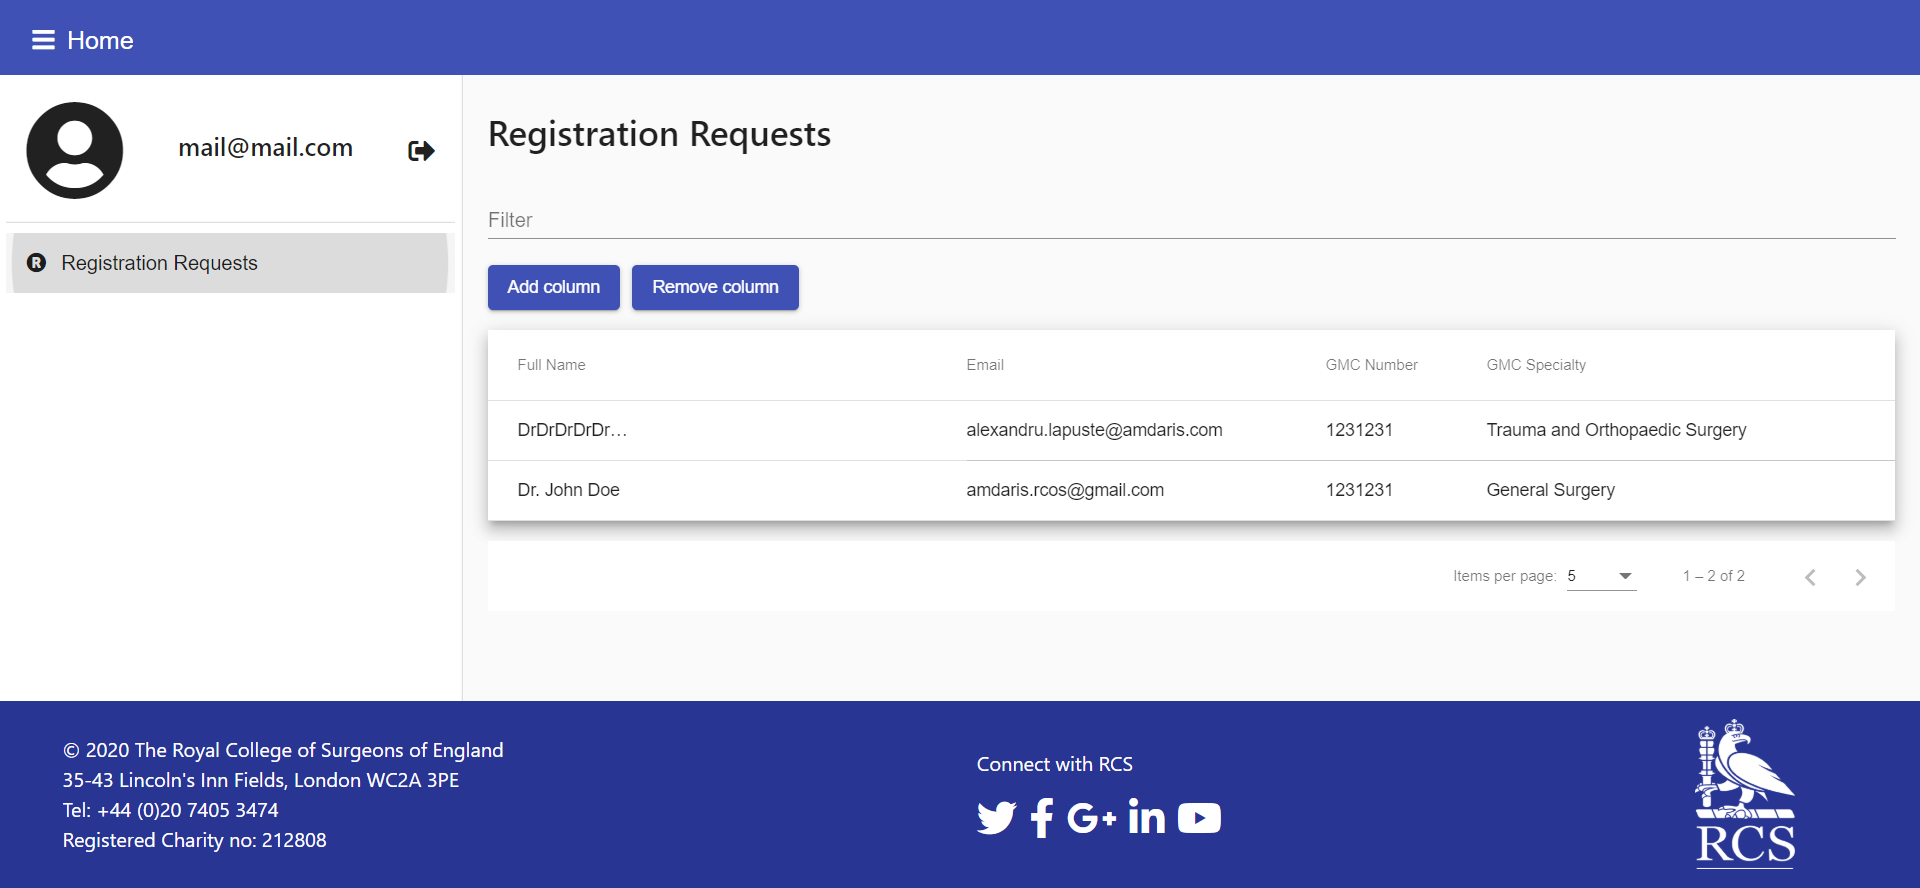 Home
mail@mail.com
Registration Requests
Registration Requests
Filter
Add column Remove column
Full Name Email GMC Number GMC Specialty
DrDrDrDrDr... alexandru.lapuste@amdaris.com 1231231 Trauma and Orthopaedic Surgery
Dr. John Doe amdaris.rcos@gmail.com 1231231 General Surgery
Items per page: 5 1 – 2 of 2
© 2020 The Royal College of Surgeons of England
35-43 Lincoln's Inn Fields, London WC2A 3PE
Tel: +44 (0)20 7405 3474
Registered Charity no: 212808
Connect with RCS
RCS